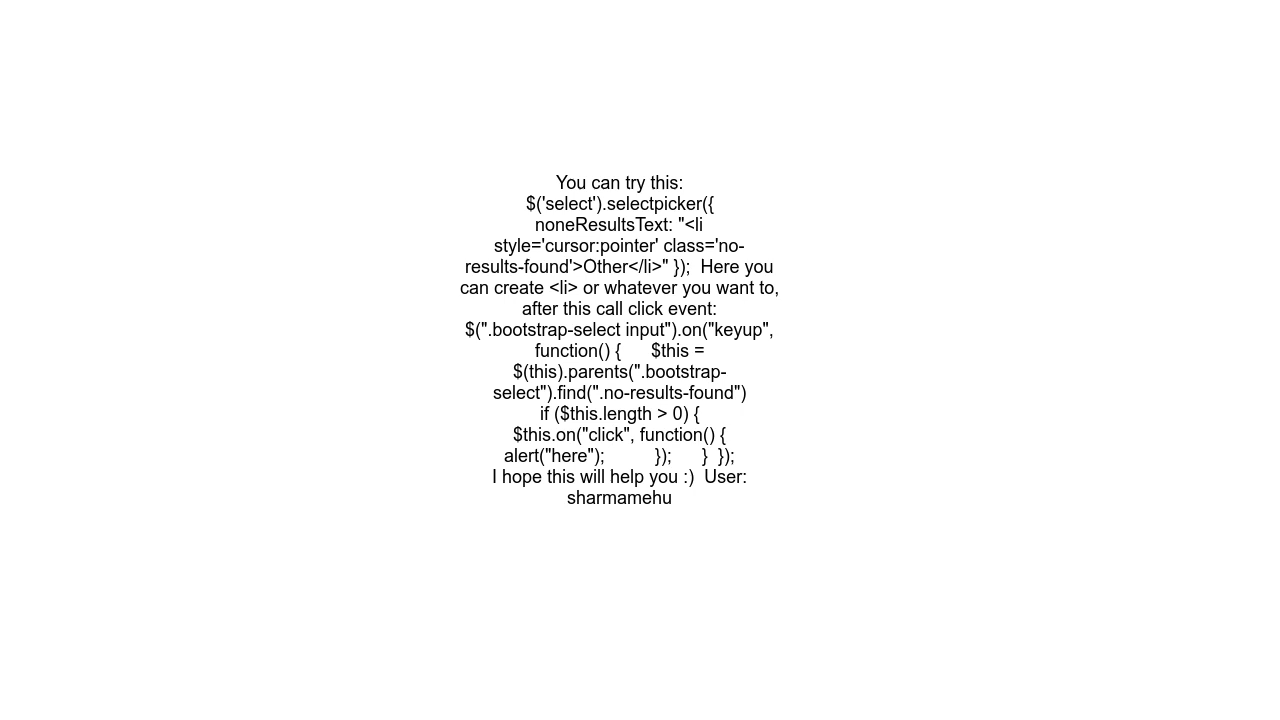 You can try this:
$('select').selectpicker({
noneResultsText: "<li
style='cursor:pointer' class='no-
results-found'>Other</li>" });  Here you
can create <li> or whatever you want to,
after this call click event:
$(".bootstrap-select input").on("keyup",
function() {      $this =
$(this).parents(".bootstrap-
select").find(".no-results-found")
if ($this.length > 0) {
$this.on("click", function() {
alert("here");          });      }  });
I hope this will help you :)  User:
sharmamehu